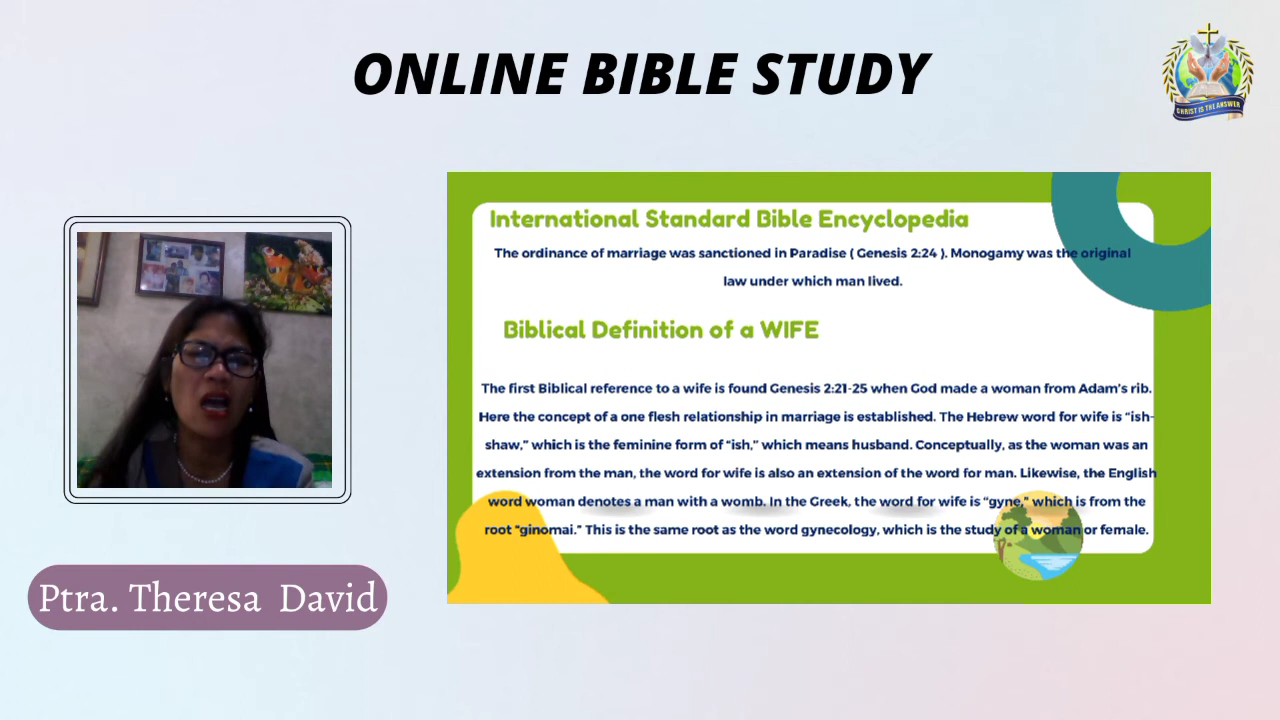 ONLINE BIBLE STUDY
CHRIST IS THE ANSWER
International Standard Bible Encyclopedia
The ordinance of marriage was sanctioned in Paradise ( Genesis 2:24 ). Monogamy was the original
law under which man lived.
Biblical Definition of a WIFE
The first Biblical reference to a wife is found Genesis 2:21-25 when God made a woman from Adam's rib.
Here the concept of a one flesh relationship in marriage is established. The Hebrew word for wife is “ish-
shaw,” which is the feminine form of “ish,” which means husband. Conceptually, as the woman was an
extension from the man, the word for wife is also an extension of the word for man. Likewise, the English
word woman denotes a man with a womb. In the Greek, the word for wife is “gyne,” which is from the
root “ginomai.” This is the same root as the word gynecology, which is the study of a woman or female.
Ptra. Theresa David